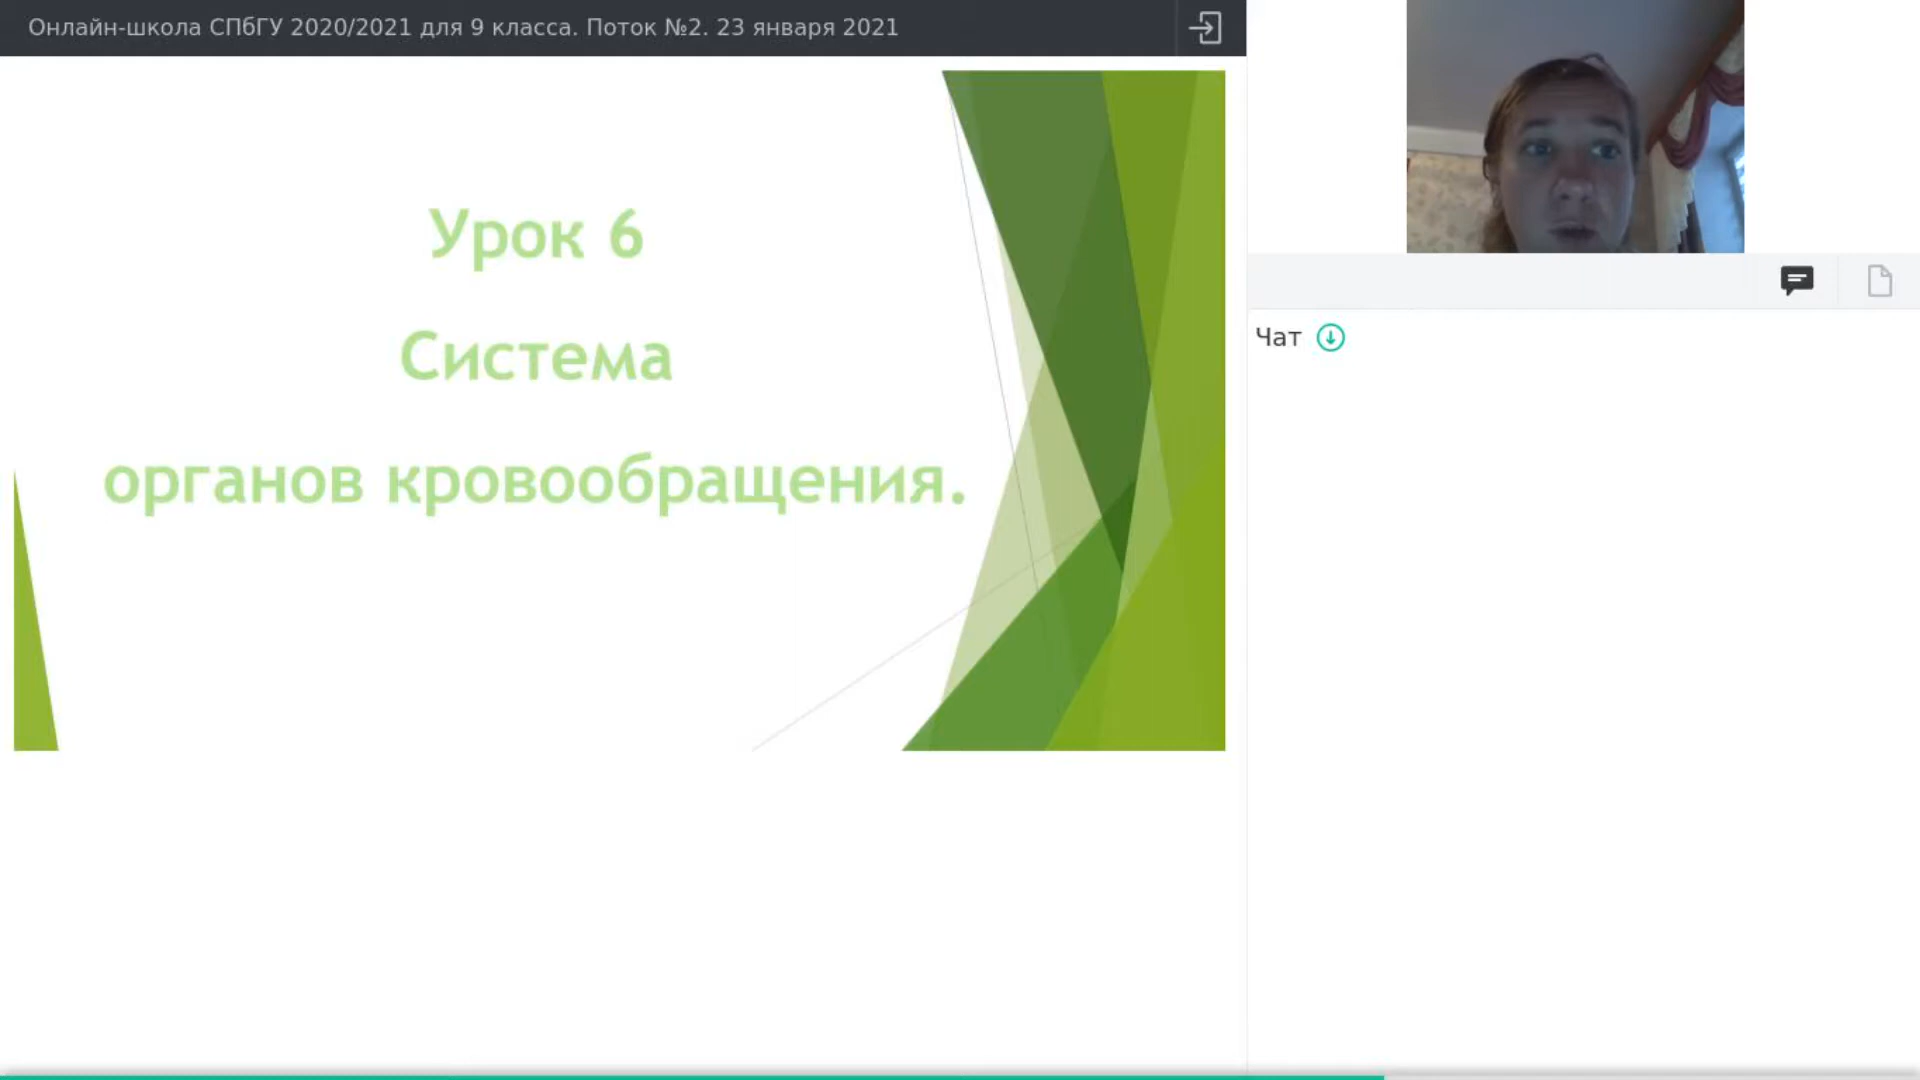 Онлайн-школа СПбГУ 2020/2021 для 9 класса. Поток №2. 23 января 2021
Урок 6
Система
органов кровообращения.
Чат